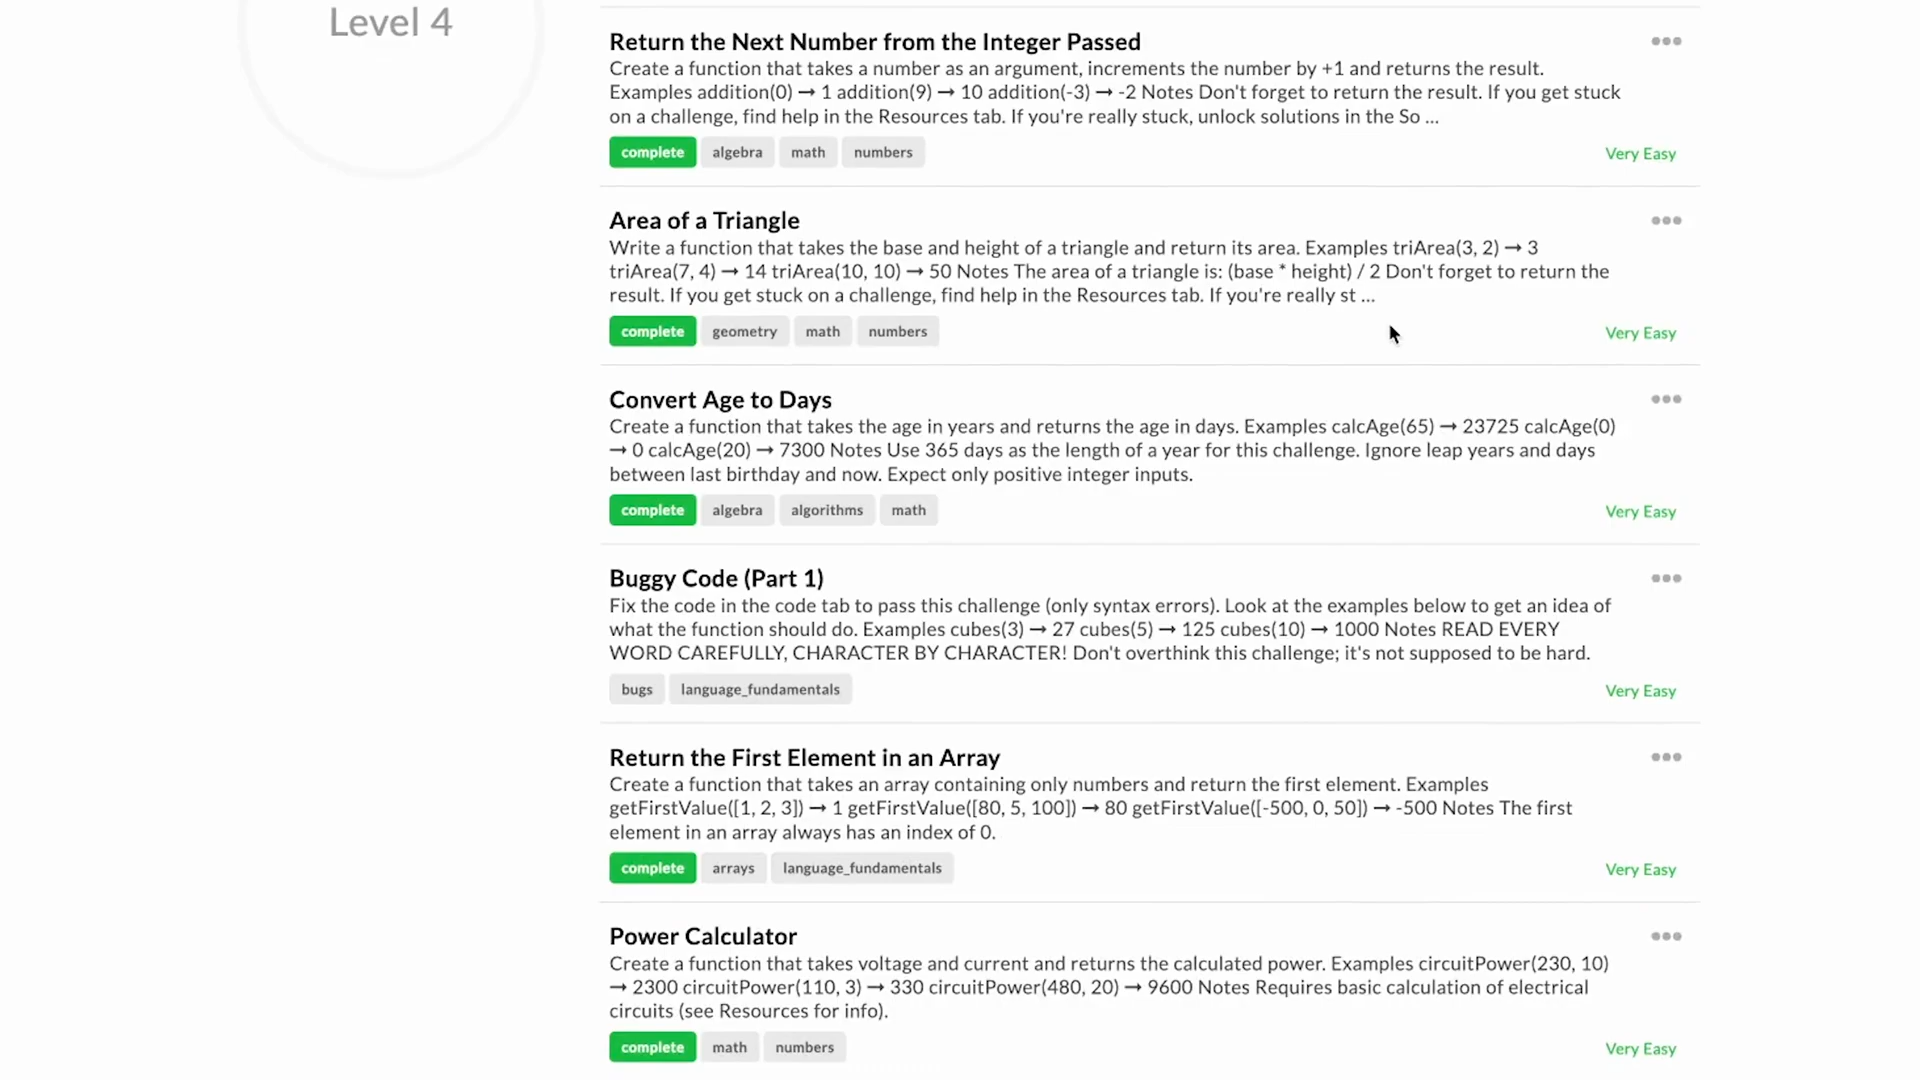 Level 4
Return the Next Number from the Integer Passed
Create a function that takes a number as an argument, increments the number by +1 and returns the result.
Examples addition(0) → 1 addition(9) → 10 addition(-3) → -2 Notes Don't forget to return the result. If you get stuck
on a challenge, find help in the Resources tab. If you're really stuck, unlock solutions in the So ...
complete algebra math numbers Very Easy
Area of a Triangle
Write a function that takes the base and height of a triangle and return its area. Examples triArea(3, 2) → 3
triArea(7, 4) → 14 triArea(10, 10) → 50 Notes The area of a triangle is: (base * height) / 2 Don't forget to return the
result. If you get stuck on a challenge, find help in the Resources tab. If you're really st ...
complete geometry math numbers Very Easy
Convert Age to Days
Create a function that takes the age in years and returns the age in days. Examples calcAge(65) → 23725 calcAge(0)
→ 0 calcAge(20) → 7300 Notes Use 365 days as the length of a year for this challenge. Ignore leap years and days
between last birthday and now. Expect only positive integer inputs.
complete algebra algorithms math Very Easy
Buggy Code (Part 1)
Fix the code in the code tab to pass this challenge (only syntax errors). Look at the examples below to get an idea of
what the function should do. Examples cubes(3) → 27 cubes(5) → 125 cubes(10) → 1000 Notes READ EVERY
WORD CAREFULLY, CHARACTER BY CHARACTER! Don't overthink this challenge; it's not supposed to be hard.
bugs language_fundamentals Very Easy
Return the First Element in an Array
Create a function that takes an array containing only numbers and return the first element. Examples
getFirstValue([1, 2, 3]) → 1 getFirstValue([80, 5, 100]) → 80 getFirstValue([-500, 0, 50]) → -500 Notes The first
element in an array always has an index of 0.
complete arrays language_fundamentals Very Easy
Power Calculator
Create a function that takes voltage and current and returns the calculated power. Examples circuitPower(230, 10)
→ 2300 circuitPower(110, 3) → 330 circuitPower(480, 20) → 9600 Notes Requires basic calculation of electrical
circuits (see Resources for info).
complete math numbers Very Easy